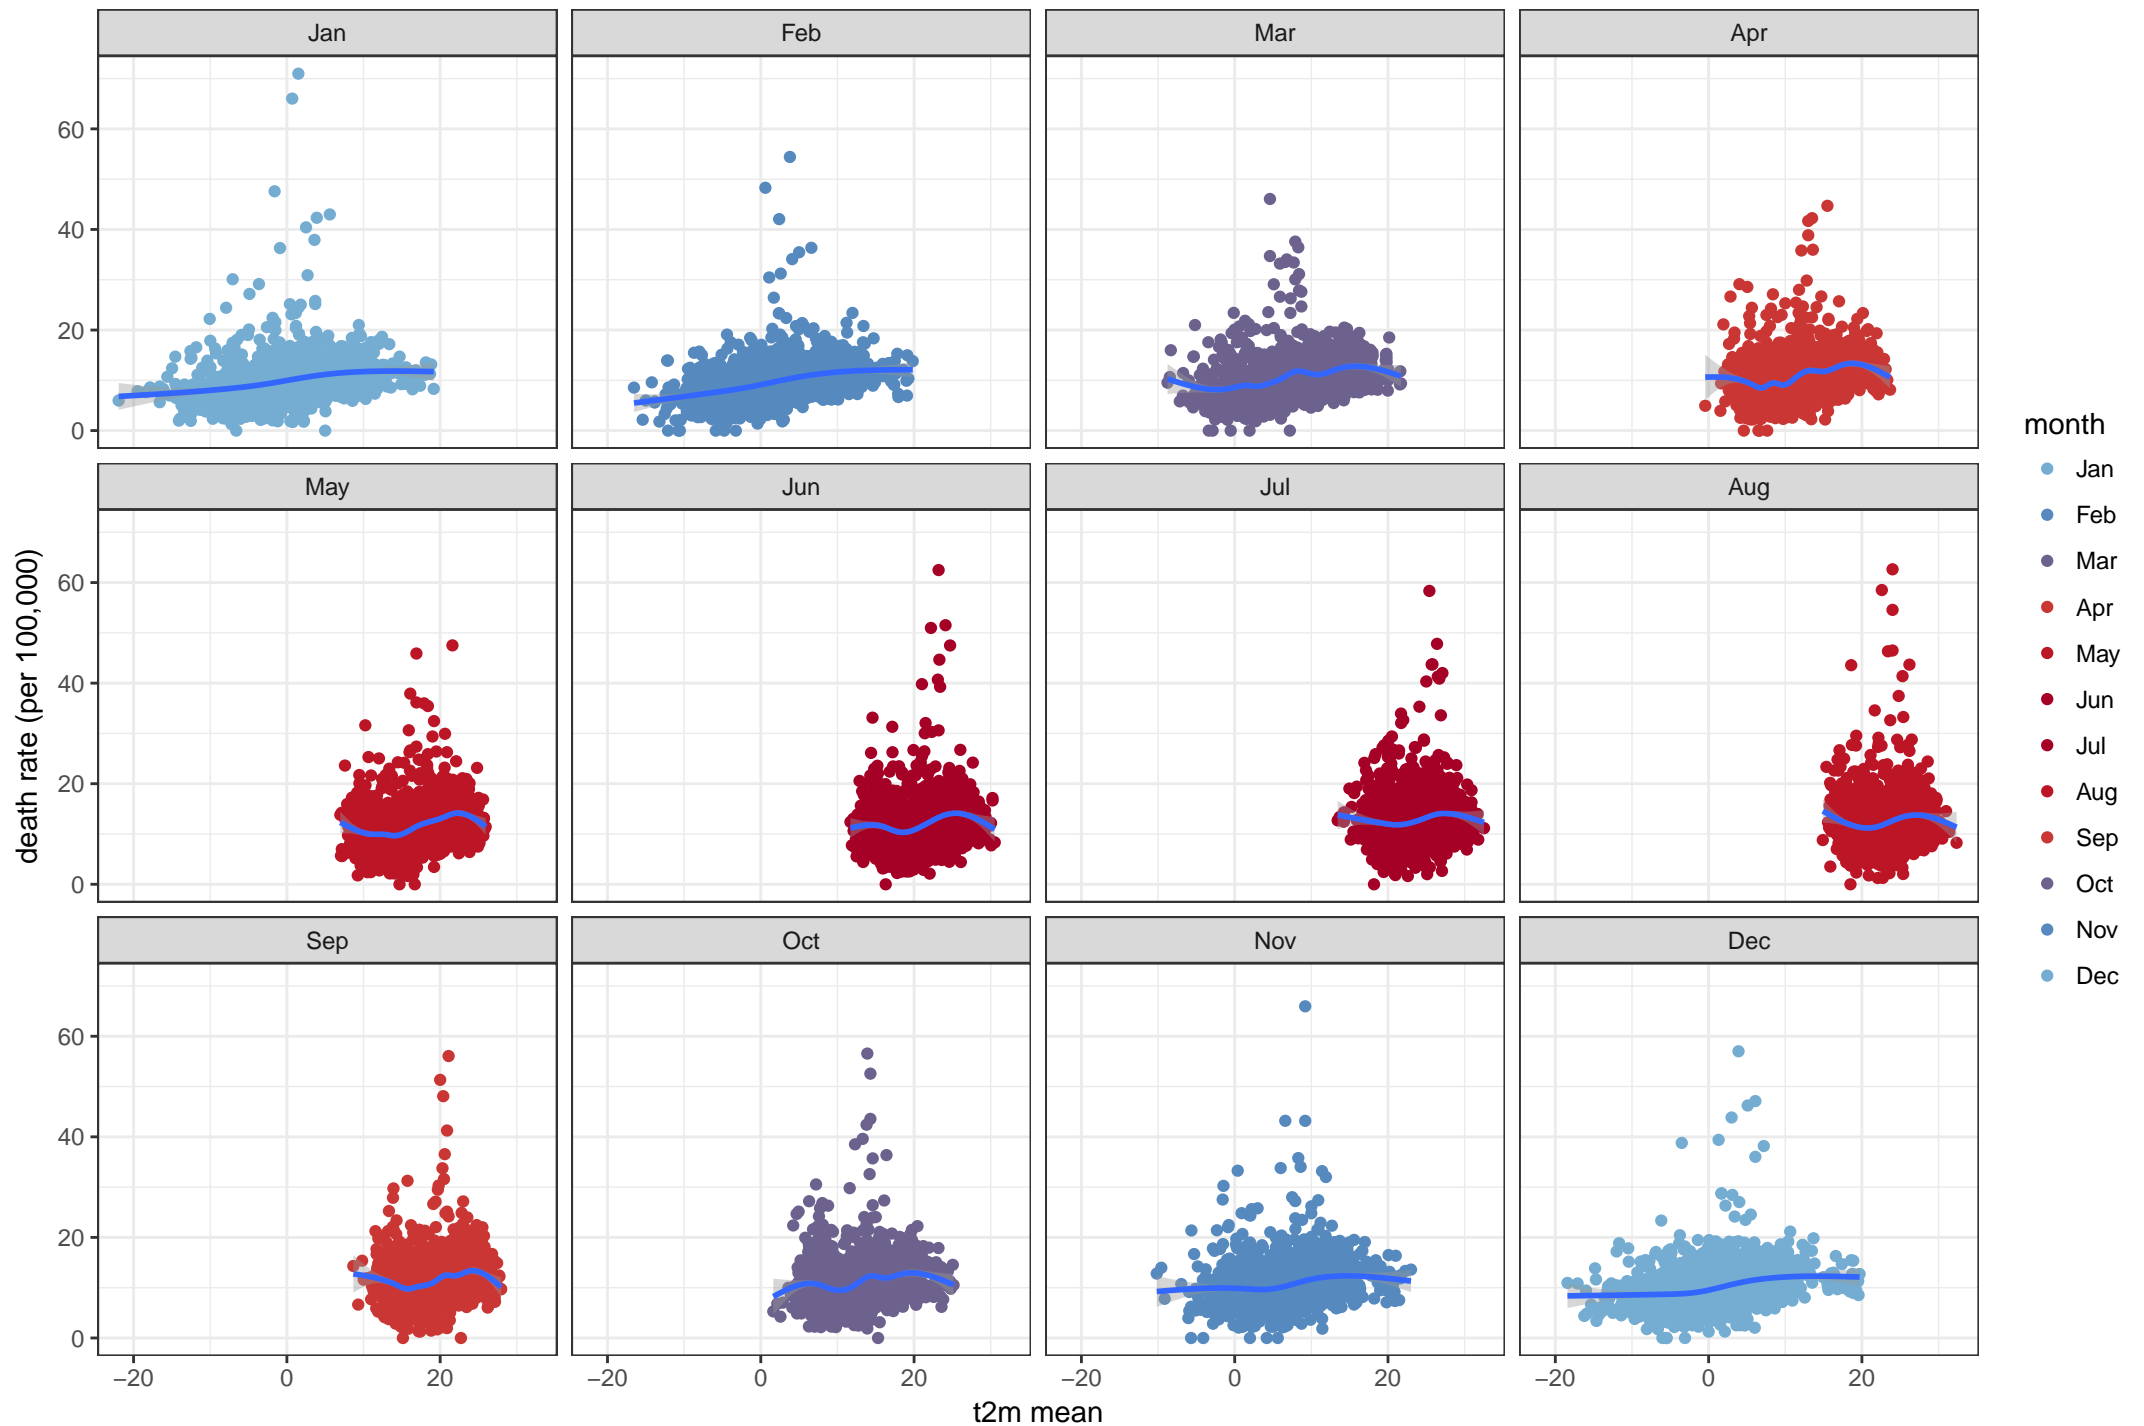 Jan Feb Mar Apr
60
40
20
0
May Jun Jul Aug
60
40
20
0
Sep Oct Nov Dec
60
40
20
0
−20 0 20 −20 0 20 −20 0 20 −20 0 20
t2m mean
death rate (per 100,000)
month
Jan
Feb
Mar
Apr
May
Jun
Jul
Aug
Sep
Oct
Nov
Dec